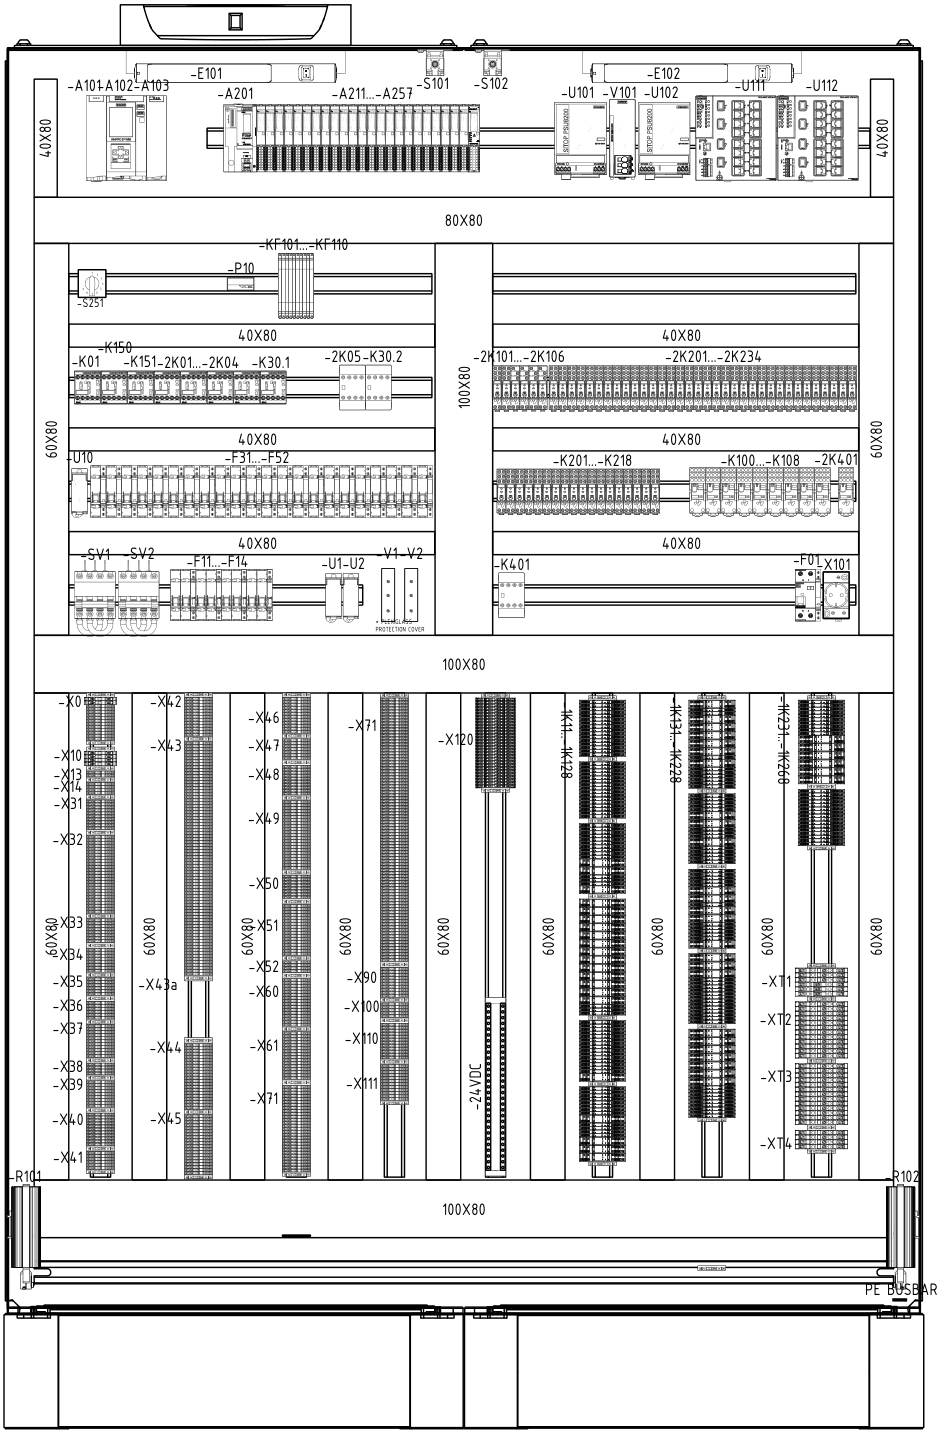 -E101
-S101
-S102
-E102
-A101 -A102 -A103
-A201
-A211...-A257
-U101 -V101 -U102
-U111
-U112
40X80
SITOP PSU8200
SITOP PSU8200
40X80
80X80
-KF101...-KF110
-P10
-S251
40X80
40X80
-K150
-K01
-K151
-2K01...-2K04
-K30.1
-2K05
-K30.2
-2K101...-2K106
-2K201...-2K234
100X80
60X80
60X80
40X80
40X80
-U10
-F31...-F52
-K201...-K218
-K100...-K108
-2K401
40X80
40X80
-SV1
-SV2
-F11...-F14
-U1
-U2
-V1
-V2
-K401
-F01
-X101
* PLEXIGLASS
PROTECTION COVER
100X80
-X0
-X10
-X13
-X14
-X31
-X32
-X33
-X34
-X35
-X36
-X37
-X38
-X39
-X40
-X41
-X42
-X43
-X43a
-X44
-X45
-X46
-X47
-X48
-X49
-X50
-X51
-X52
-X60
-X61
-X71
-X71
-X90
-X100
-X110
-X111
-X120
-24VDC
-1K11...-1K128
-1K131...-1K228
-1K231...-1K268
-XT1
-XT2
-XT3
-XT4
60X80
60X80
60X80
60X80
60X80
60X80
60X80
60X80
60X80
-R101
-R102
100X80
PE BUSBAR